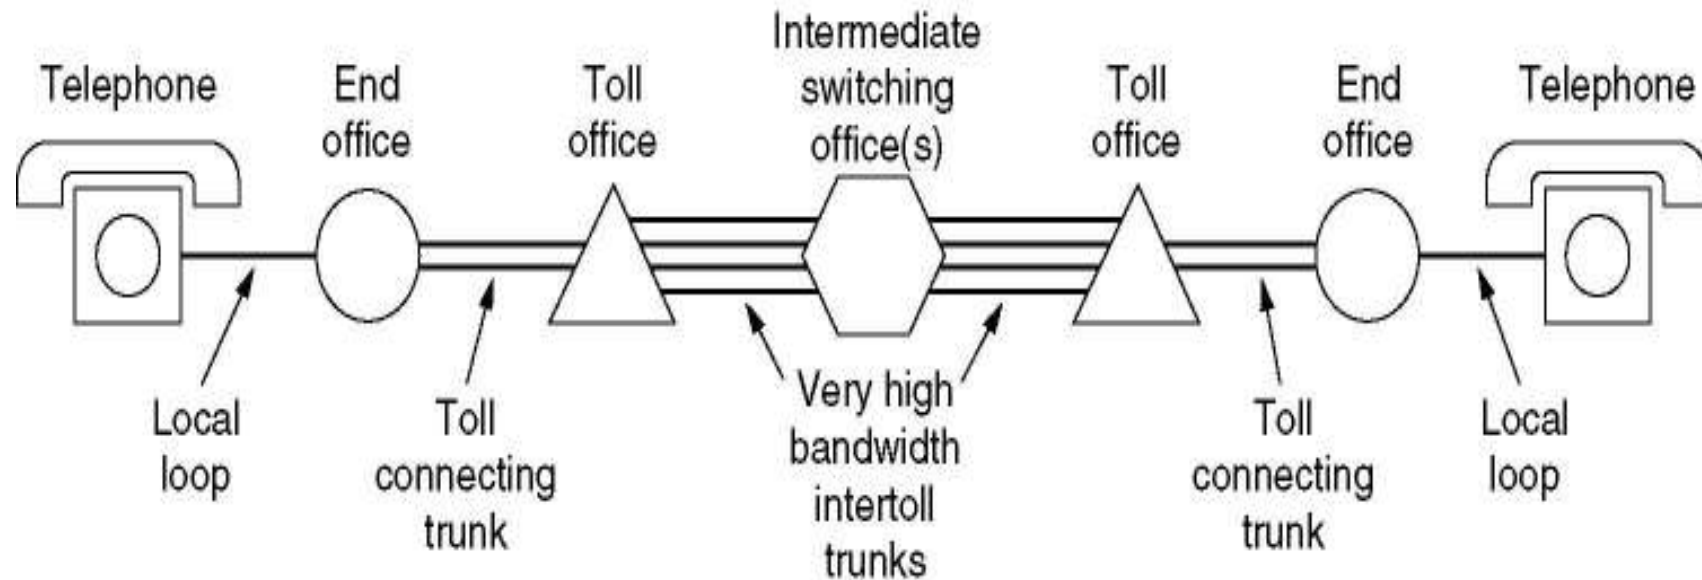 Telephone
End
office
Toll
office
Intermediate
switching
office(s)
Toll
office
End
office
Telephone
Local
loop
Toll
connecting
trunk
Very high
bandwidth
intertoll
trunks
Toll
connecting
trunk
Local
loop